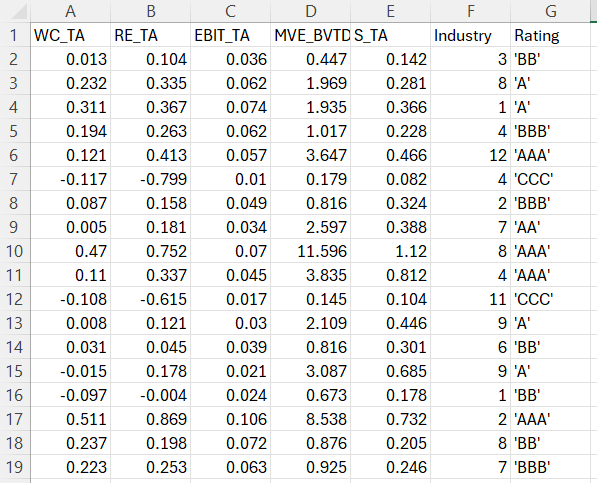 A B C D E F G
1 WC_TA RE_TA EBIT_TA MVE_BVTD S_TA Industry Rating
2 0.013 0.104 0.036 0.447 0.142 3 'BB'
3 0.232 0.335 0.062 1.969 0.281 8 'A'
4 0.311 0.367 0.074 1.935 0.366 1 'A'
5 0.194 0.263 0.062 1.017 0.228 4 'BBB'
6 0.121 0.413 0.057 3.647 0.466 12 'AAA'
7 -0.117 -0.799 0.01 0.179 0.082 4 'CCC'
8 0.087 0.158 0.049 0.816 0.324 2 'BBB'
9 0.005 0.181 0.034 2.597 0.388 7 'AA'
10 0.47 0.752 0.07 11.596 1.12 8 'AAA'
11 0.11 0.337 0.045 3.835 0.812 4 'AAA'
12 -0.108 -0.615 0.017 0.145 0.104 11 'CCC'
13 0.008 0.121 0.03 2.109 0.446 9 'A'
14 0.031 0.045 0.039 0.816 0.301 6 'BB'
15 -0.015 0.178 0.021 3.087 0.685 9 'A'
16 -0.097 -0.004 0.024 0.673 0.178 1 'BB'
17 0.511 0.869 0.106 8.538 0.732 2 'AAA'
18 0.237 0.198 0.072 0.876 0.205 8 'BB'
19 0.223 0.253 0.063 0.925 0.246 7 'BBB'